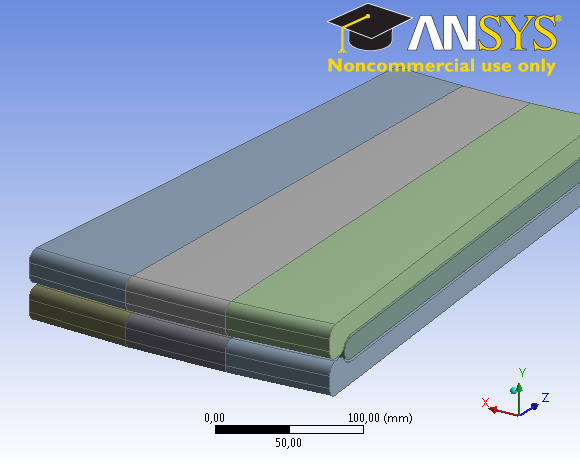 ANSYS®
Noncommercial use only
0,00 100,00 (mm)
50,00
Y
X Z